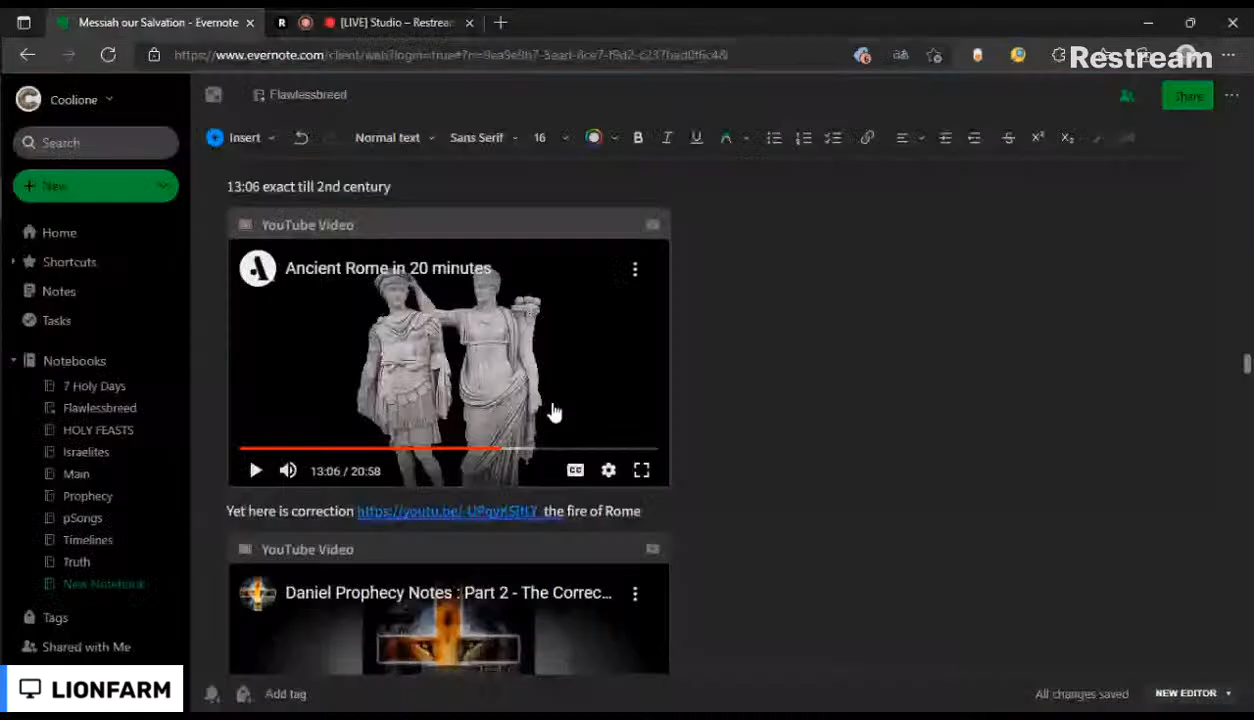 Messiah our Salvation - Evernote
R
[LIVE] Studio – Restream
Restream
Coolione
Flawlessbreed
Share
Search
Insert
Normal text
Sans Serif
16
B I U A
New
13:06 exact till 2nd century
YouTube Video
Ancient Rome in 20 minutes
Home
Shortcuts
Notes
Tasks
Notebooks
7 Holy Days
Flawlessbreed
HOLY FEASTS
Israelites
Main
Prophecy
pSongs
Timelines
Truth
New Notebook
Tags
Shared with Me
13:06 / 20:58
CC
Yet here is correction the fire of Rome
YouTube Video
Daniel Prophecy Notes : Part 2 - The Correc...
LIONFARM
Add tag
All changes saved
NEW EDITOR